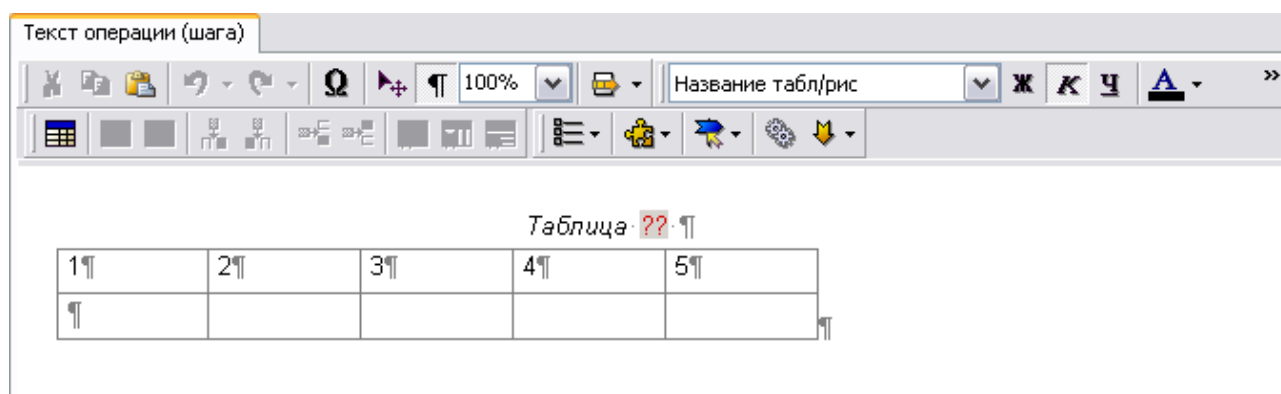 Текст операции (шага)
Ω ¶ 100% Название табл/рис Ж К Ч А »
Таблица · ?? · ¶
1¶ 2¶ 3¶ 4¶ 5¶
¶ ¶